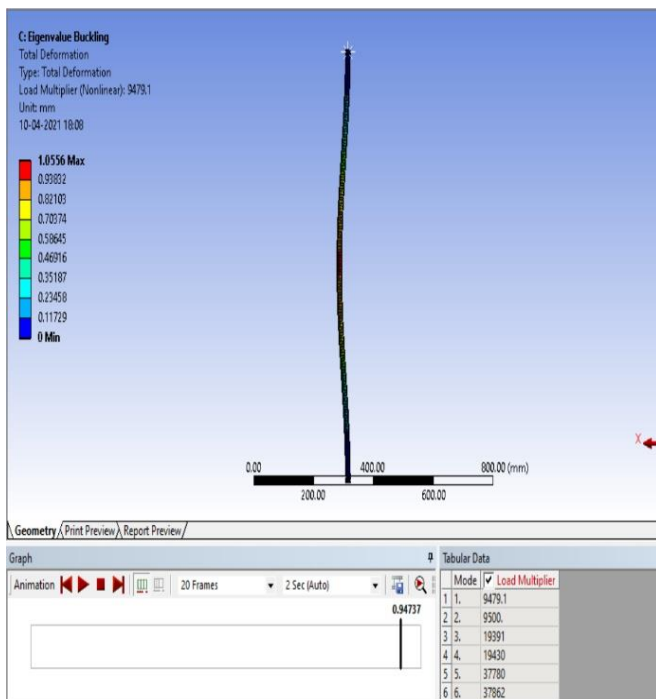 C: Eigenvalue Buckling
Total Deformation
Type: Total Deformation
Load Multiplier (Nonlinear): 9479.1
Unit: mm
10-04-2021 18:08
1.0556 Max
0.93832
0.82103
0.70374
0.58645
0.46916
0.35187
0.23458
0.11729
0 Min
X
0.00 400.00 800.00 (mm)
200.00 600.00
Geometry Print Preview Report Preview
Graph
Animation 20 Frames 2 Sec (Auto)
0.94737
Tabular Data
Mode Load Multiplier
1 1. 9479.1
2 2. 9500.
3 3. 19391
4 4. 19430
5 5. 37780
6 6. 37862